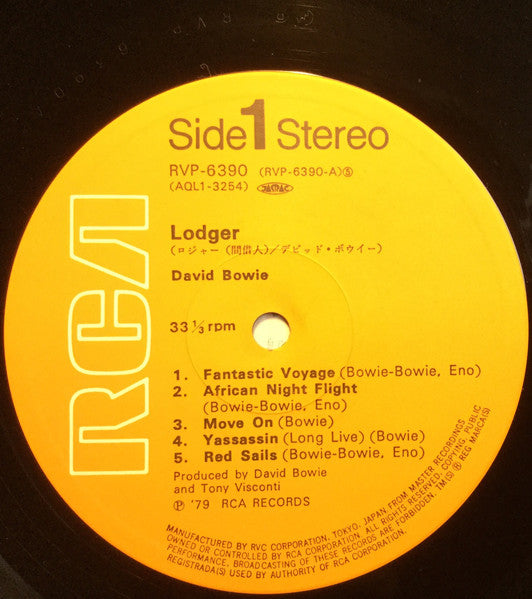 Side 1 Stereo
RVP-6390 (RVP-6390-A)⑤
(AQL1-3254) JASRAC
Lodger
(ロジャー(間借人)/デビッド・ボウイー)
David Bowie
33 ⅓ rpm
1. Fantastic Voyage (Bowie-Bowie, Eno)
2. African Night Flight
(Bowie-Bowie, Eno)
3. Move On (Bowie)
4. Yassassin (Long Live) (Bowie)
5. Red Sails (Bowie-Bowie, Eno)
Produced by David Bowie
and Tony Visconti
℗ '79 RCA RECORDS
RCA
MANUFACTURED BY RVC CORPORATION, TOKYO, JAPAN FROM MASTER RECORDINGS
OWNED OR CONTROLLED BY RCA CORPORATION. ALL RIGHTS RESERVED. COPYING, PUBLIC
PERFORMANCE, BROADCASTING OF THESE RECORDS ARE FORBIDDEN. TM(S) ® REG MARCA(S)
REGISTRADA(S) USED BY AUTHORITY OF RCA CORPORATION.